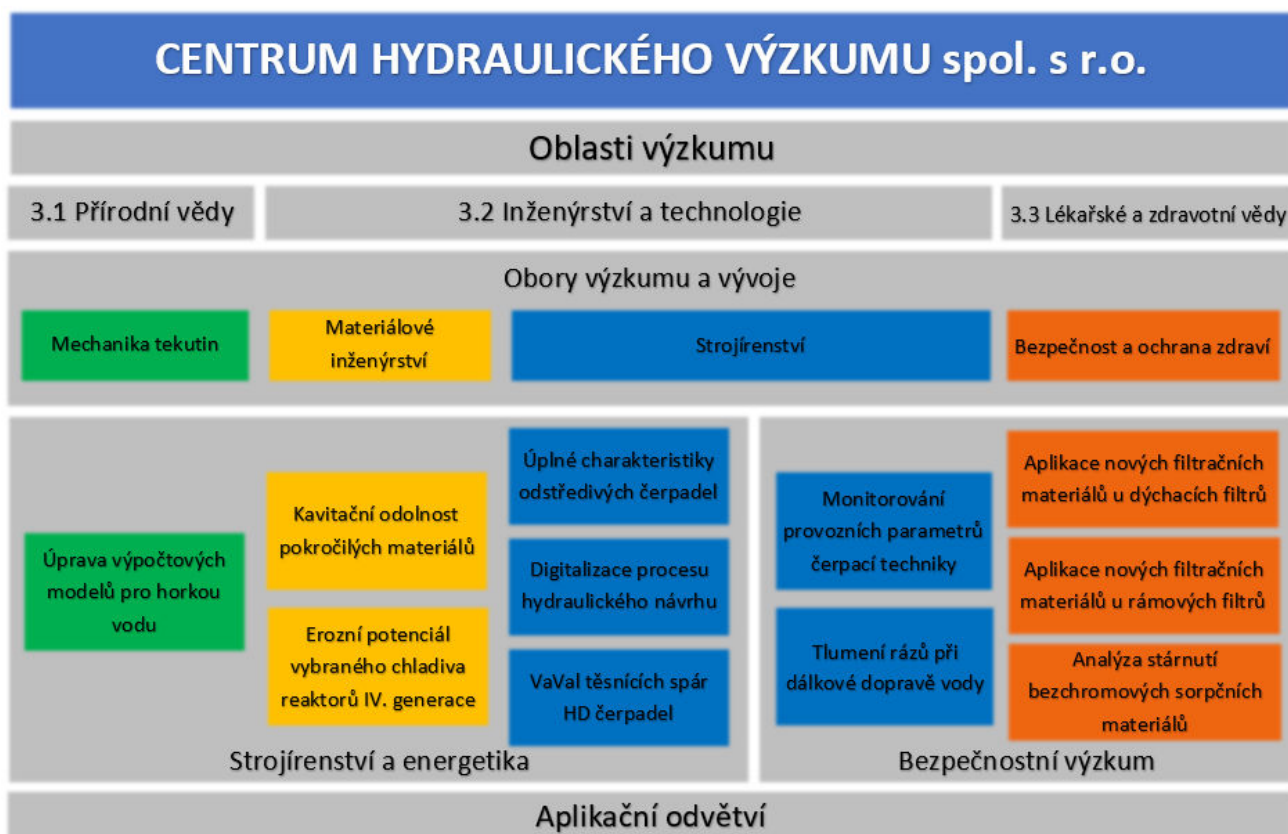 CENTRUM HYDRAULICKÉHO VÝZKUMU spol. s r.o.
Oblasti výzkumu
3.1 Přírodní vědy
3.2 Inženýrství a technologie
3.3 Lékařské a zdravotní vědy
Obory výzkumu a vývoje
Mechanika tekutin
Materiálové
inženýrství
Strojírenství
Bezpečnost a ochrana zdraví
Úprava výpočtových
modelů pro horkou
vodu
Kavitační odolnost
pokročilých materiálů
Erozní potenciál
vybraného chladiva
reaktorů IV. generace
Úplné charakteristiky
odstředivých čerpadel
Digitalizace procesu
hydraulického návrhu
VaVaI těsnících spár
HD čerpadel
Strojírenství a energetika
Monitorování
provozních parametrů
čerpací techniky
Tlumení rázů při
dálkové dopravě vody
Aplikace nových filtračních
materiálů u dýchacích filtrů
Aplikace nových filtračních
materiálů u rámových filtrů
Analýza stárnutí
bezchromových sorpčních
materiálů
Bezpečnostní výzkum
Aplikační odvětví